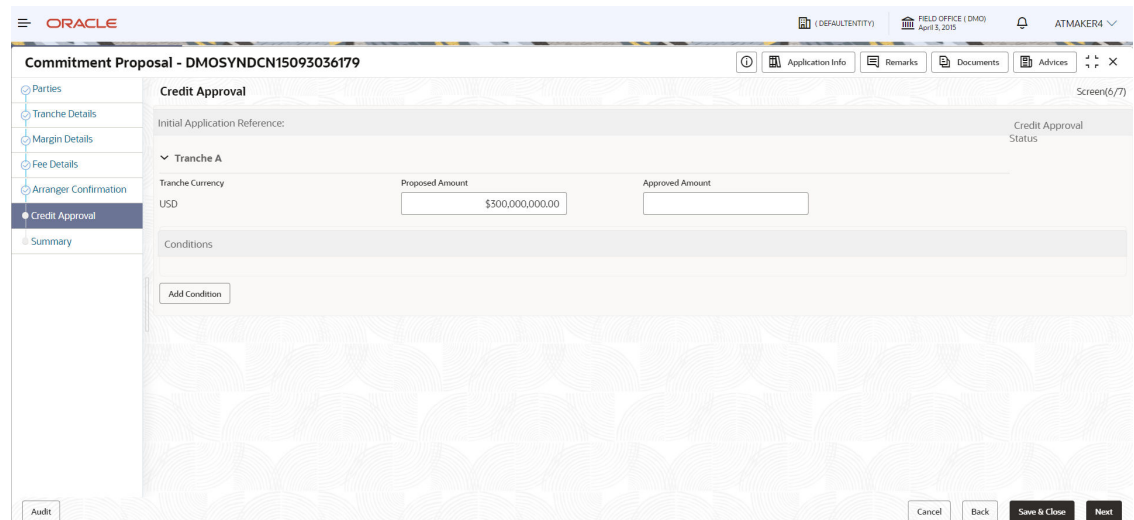 ORACLE
( DEFAULTENTITY)
FIELD OFFICE ( DMO)
April 3, 2015
ATMAKER4
Commitment Proposal - DMOSYNDCN15093036179
Application Info
Remarks
Documents
Advices
Parties
Tranche Details
Margin Details
Fee Details
Arranger Confirmation
Credit Approval
Summary
Credit Approval
Screen(6/7)
Initial Application Reference:
Credit Approval
Status
Tranche A
Tranche Currency Proposed Amount Approved Amount
USD $300,000,000.00
Conditions
Add Condition
Audit
Cancel
Back
Save & Close
Next